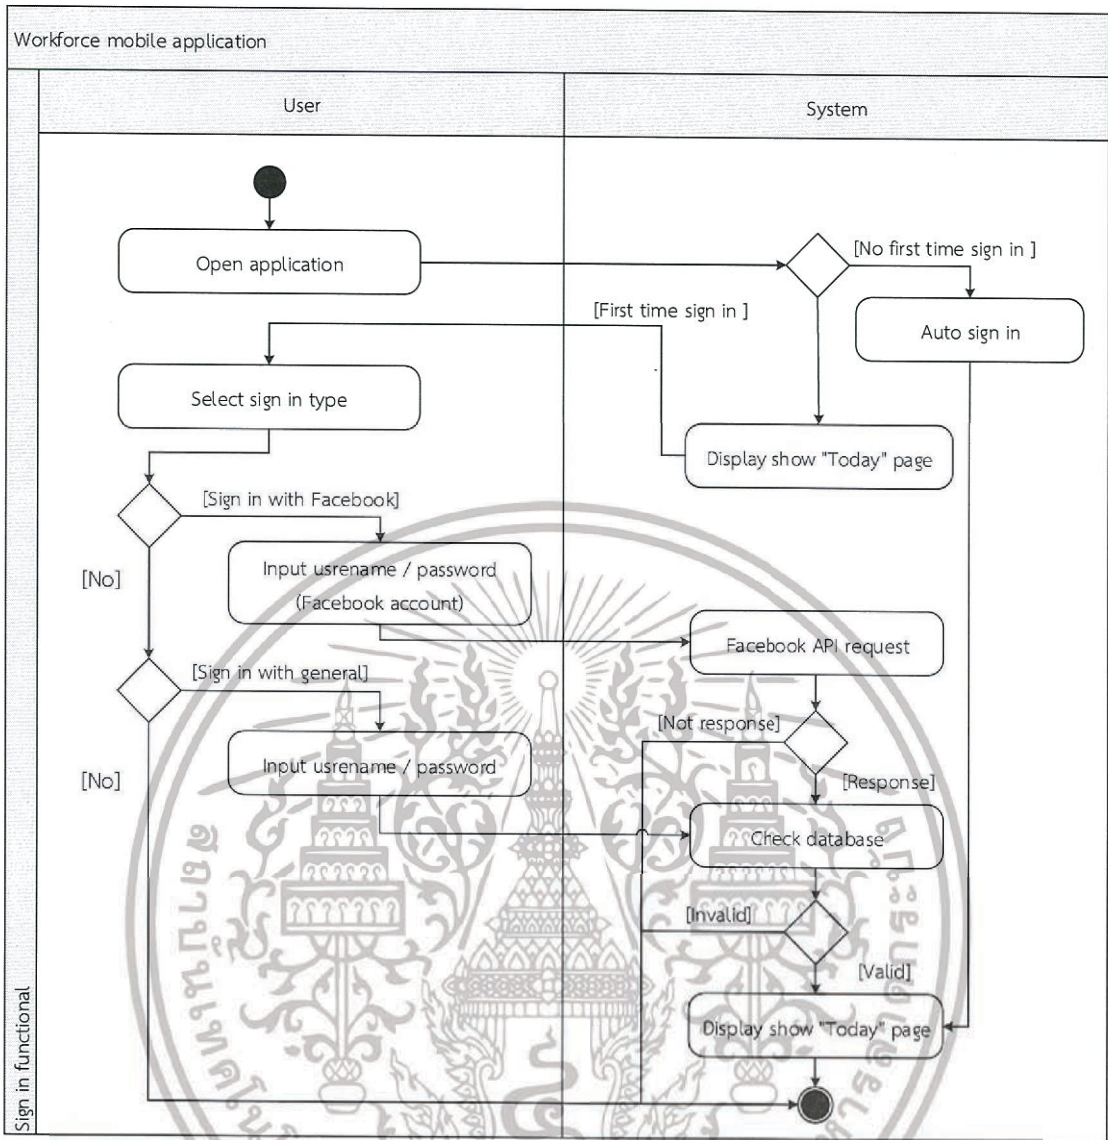 Workforce mobile application
User
System
Open application
[No first time sign in ]
[First time sign in ]
Auto sign in
Select sign in type
Display show "Today" page
[Sign in with Facebook]
[No]
Input usrename / password
(Facebook account)
Facebook API request
[Sign in with general]
[Not response]
Input usrename / password
[No]
[Response]
Check database
[Invalid]
[Valid]
Display show "Today" page
Sign in functional